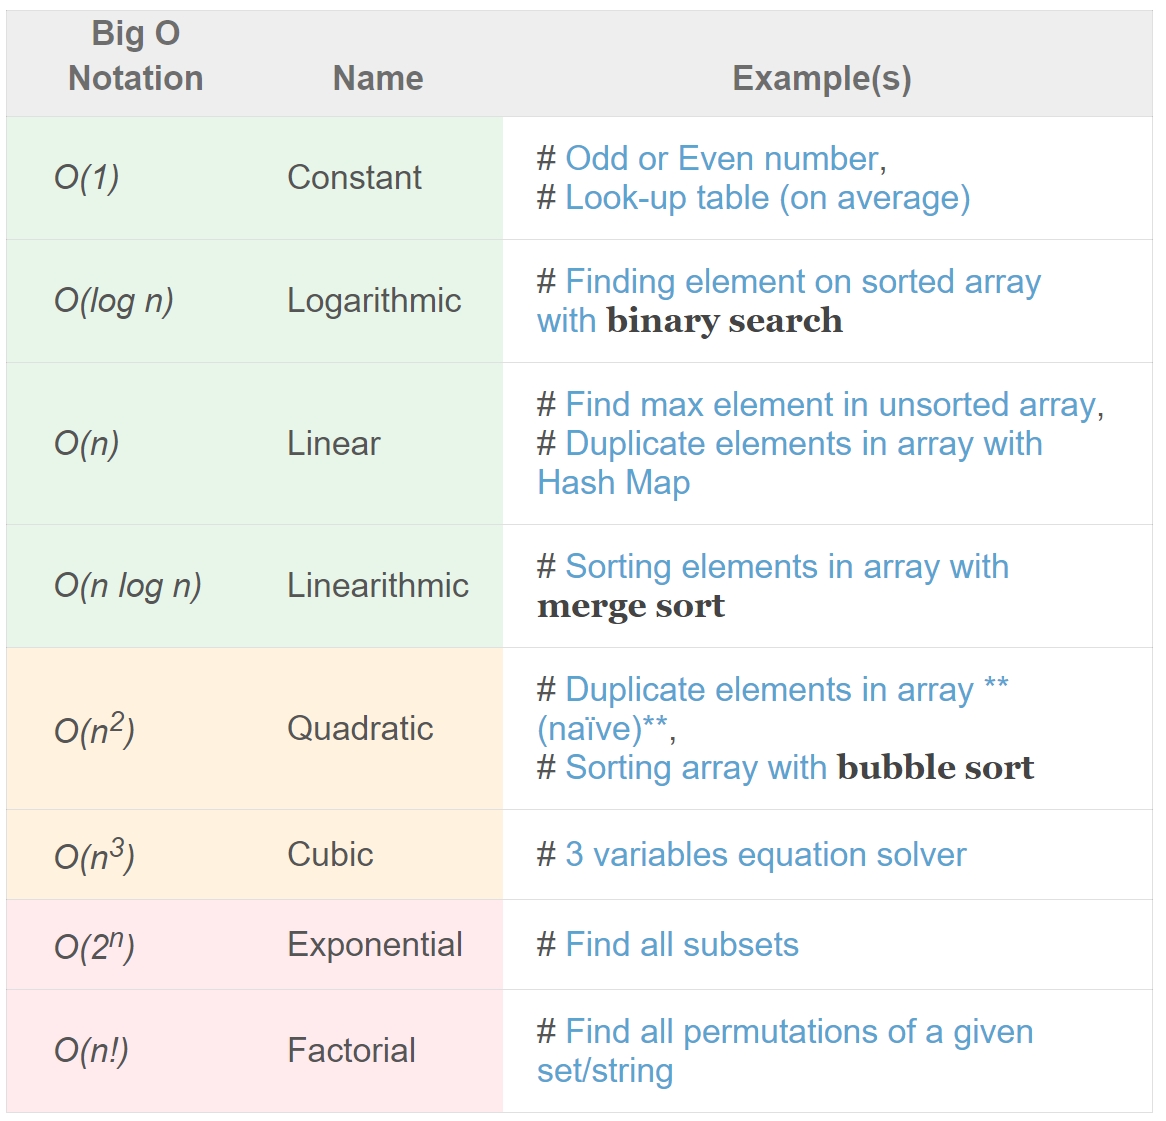 Big O
Notation
Name
Example(s)
O(1)
Constant
# Odd or Even number,
# Look-up table (on average)
O(log n)
Logarithmic
# Finding element on sorted array
with binary search
O(n)
Linear
# Find max element in unsorted array,
# Duplicate elements in array with
Hash Map
O(n log n)
Linearithmic
# Sorting elements in array with
merge sort
O(n²)
Quadratic
# Duplicate elements in array **
(naïve)**,
# Sorting array with bubble sort
O(n³)
Cubic
# 3 variables equation solver
O(2ⁿ)
Exponential
# Find all subsets
O(n!)
Factorial
# Find all permutations of a given
set/string